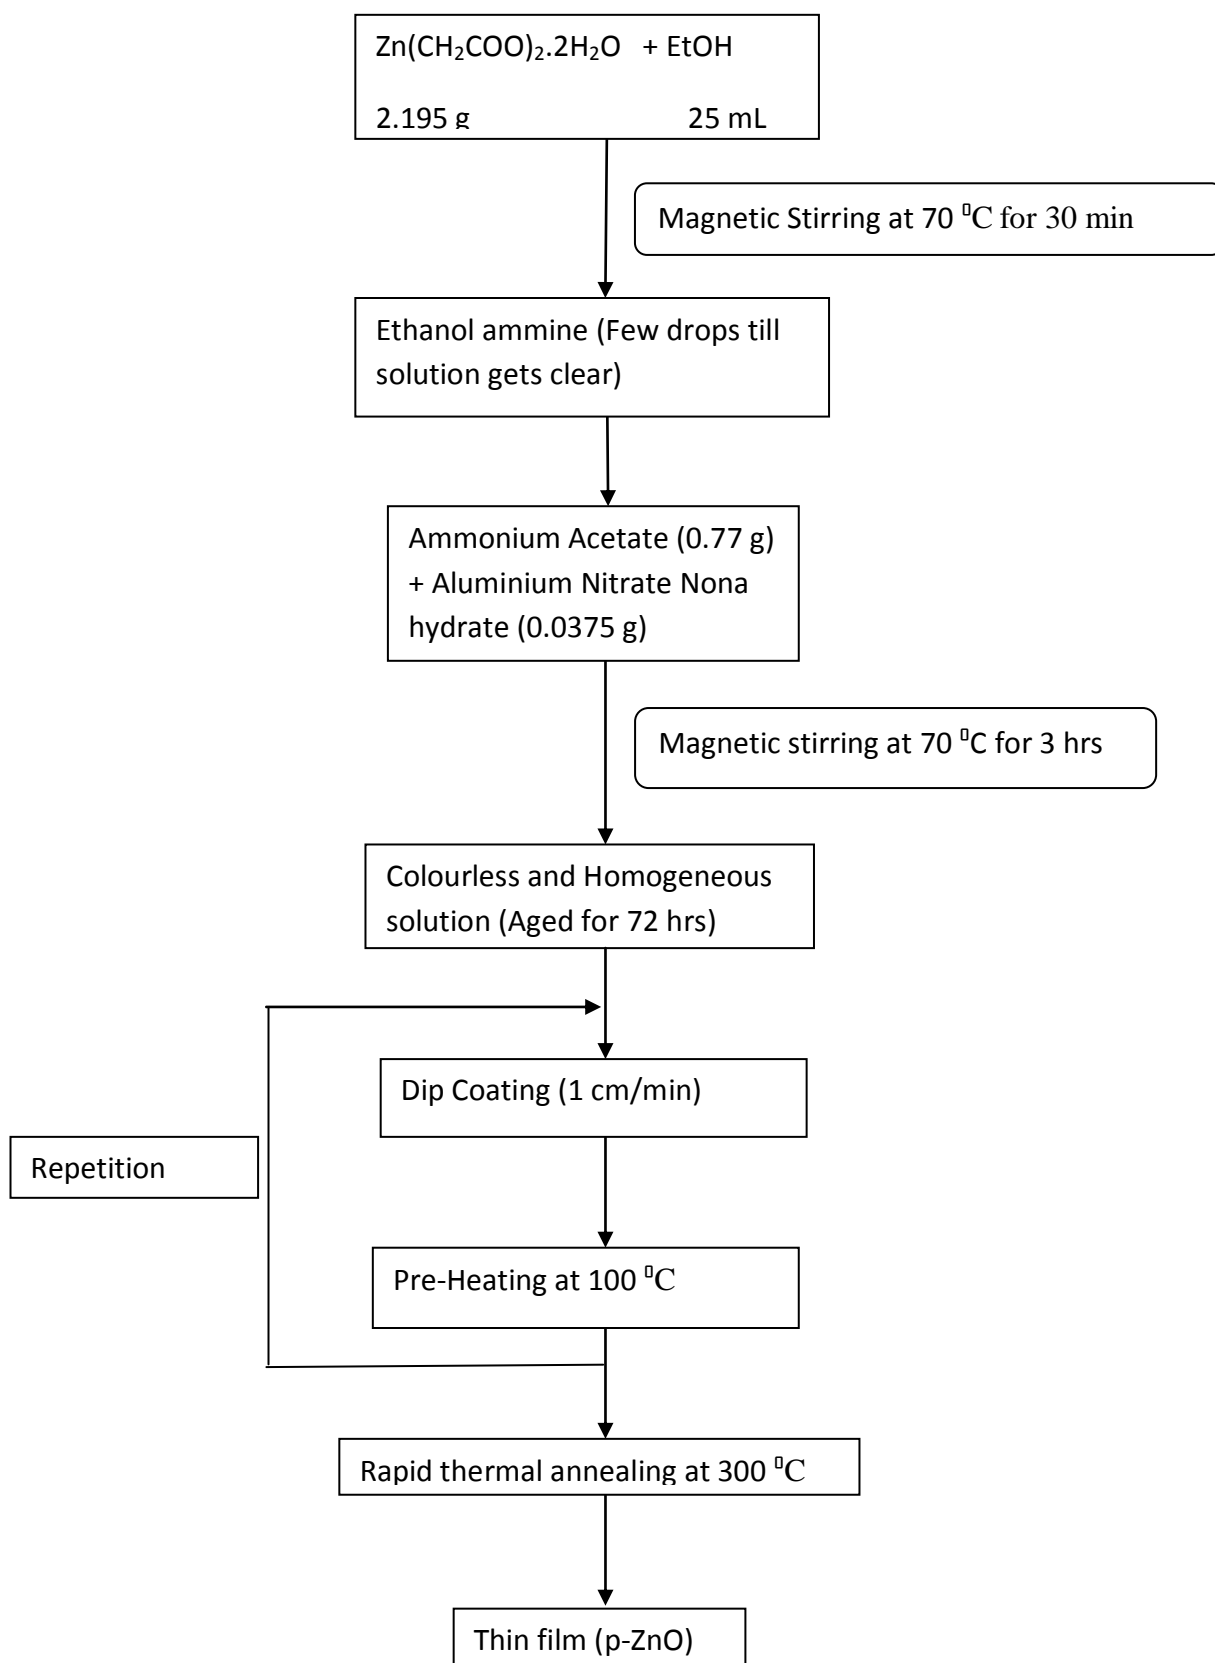 Zn(CH₂COO)₂.2H₂O + EtOH
2.195 g 25 mL
Magnetic Stirring at 70 ⁰C for 30 min
Ethanol ammine (Few drops till
solution gets clear)
Ammonium Acetate (0.77 g)
+ Aluminium Nitrate Nona
hydrate (0.0375 g)
Magnetic stirring at 70 ⁰C for 3 hrs
Colourless and Homogeneous
solution (Aged for 72 hrs)
Dip Coating (1 cm/min)
Repetition
Pre-Heating at 100 ⁰C
Rapid thermal annealing at 300 ⁰C
Thin film (p-ZnO)